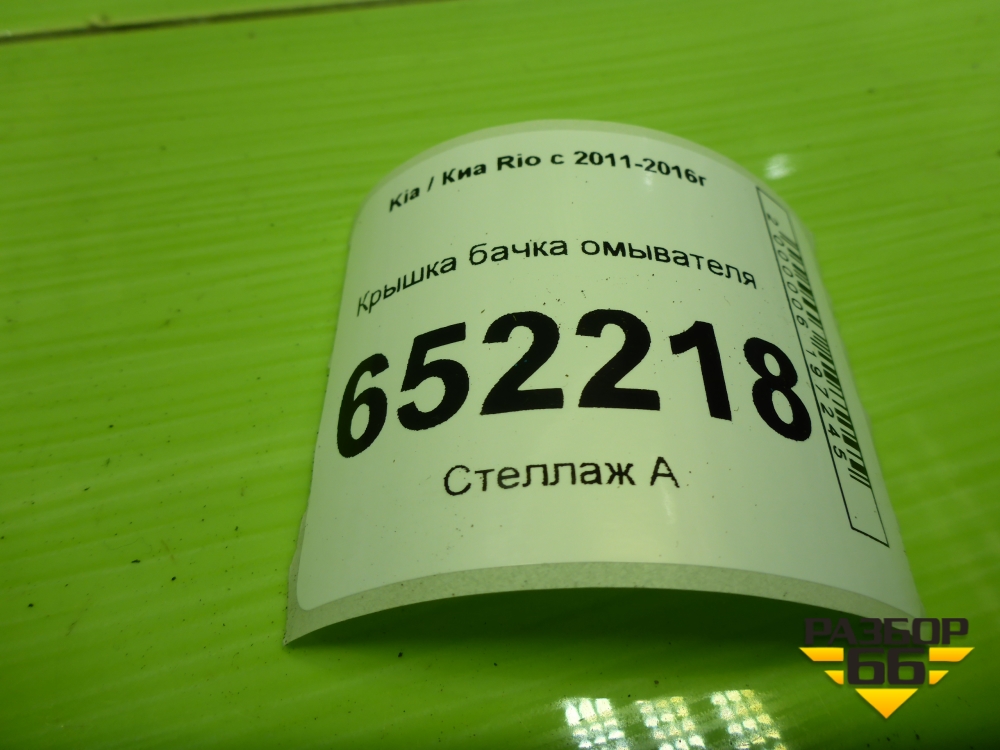 Kia / Киа Rio с 2011-2016г
Крышка бачка омывателя
652218
Стеллаж А
2000006197245
РАЗБОР
66